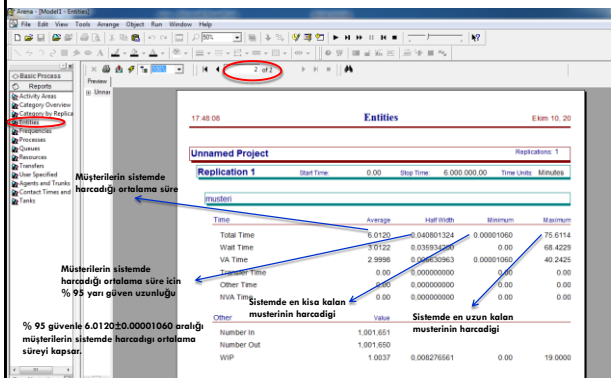 Arena - [Model1 - Entities]
File Edit View Tools Arrange Object Run Window Help
50%
Basic Process
Reports
Activity Areas
Category Overview
Category by Replica
Entities
Frequencies
Processes
Queues
Resources
Transfers
User Specified
Agents and Trunks
Contact Times and
Tanks
2 of 2
Preview
Unnar
17:48:08 Entities Ekim 10, 20
Unnamed Project Replications: 1
Replication 1 Start Time: 0.00 Stop Time: 6.000.000,00 Time Units: Minutes
musteri
Time Average Half Width Minimum Maximum
Total Time 6.0120 0,040801324 0.00001060 75.6114
Wait Time 3.0122 0,035934200 0.00 68.4229
VA Time 2.9998 0,006630963 0.00001060 40.2425
Transfer Time 0.00 0,000000000 0.00 0.00
Other Time 0.00 0,000000000 0.00 0.00
NVA Time 0.00 0,000000000 0.00 0.00
Other Value
Number In 1,001,651
Number Out 1,001,650
WIP 1.0037 0,008276561 0.00 19.0000
Müşterilerin sistemde
harcadığı ortalama süre
Müsterilerin sistemde
harcadığı ortalama süre icin
% 95 yarı güven uzunluğu
Sistemde en kisa kalan
musterinin harcadigi
Sistemde en uzun kalan
musterinin harcadigi
% 95 güvenle 6.0120±0.00001060 aralığı
müşterilerin sistemde harcadıgı ortalama
süreyi kapsar.